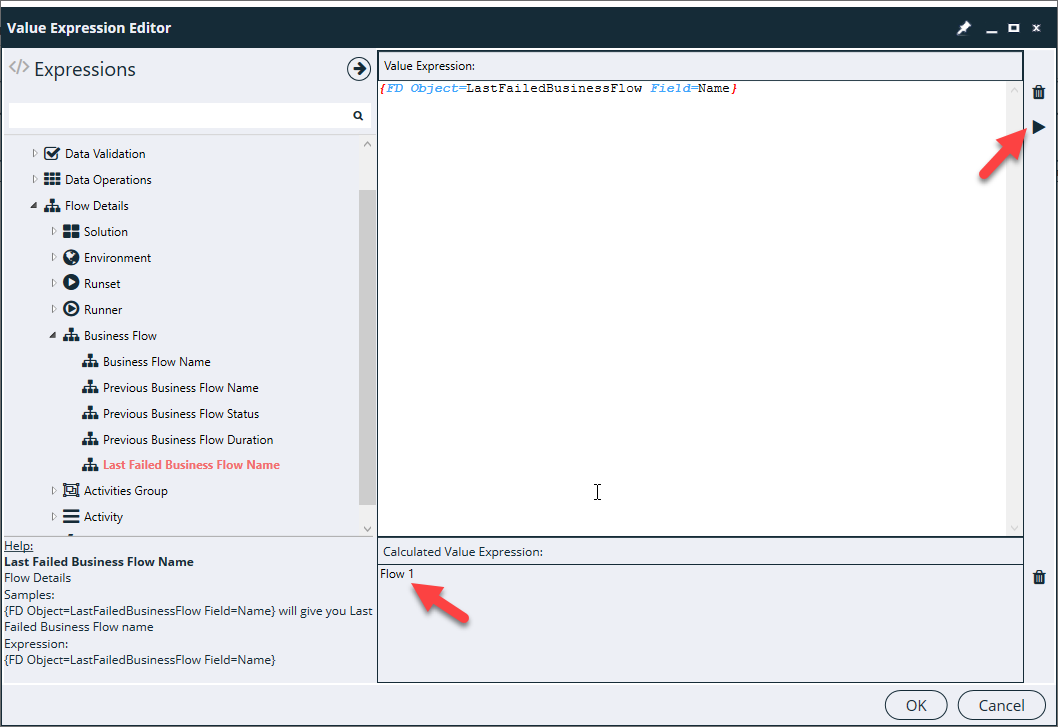 Value Expression Editor
</> Expressions
Data Validation
Data Operations
Flow Details
Solution
Environment
Runset
Runner
Business Flow
Business Flow Name
Previous Business Flow Name
Previous Business Flow Status
Previous Business Flow Duration
Last Failed Business Flow Name
Activities Group
Activity
Help:
Last Failed Business Flow Name
Flow Details
Samples:
{FD Object=LastFailedBusinessFlow Field=Name} will give you Last
Failed Business Flow name
Expression:
{FD Object=LastFailedBusinessFlow Field=Name}
Value Expression:
{FD Object=LastFailedBusinessFlow Field=Name}
Calculated Value Expression:
Flow 1
OK
Cancel